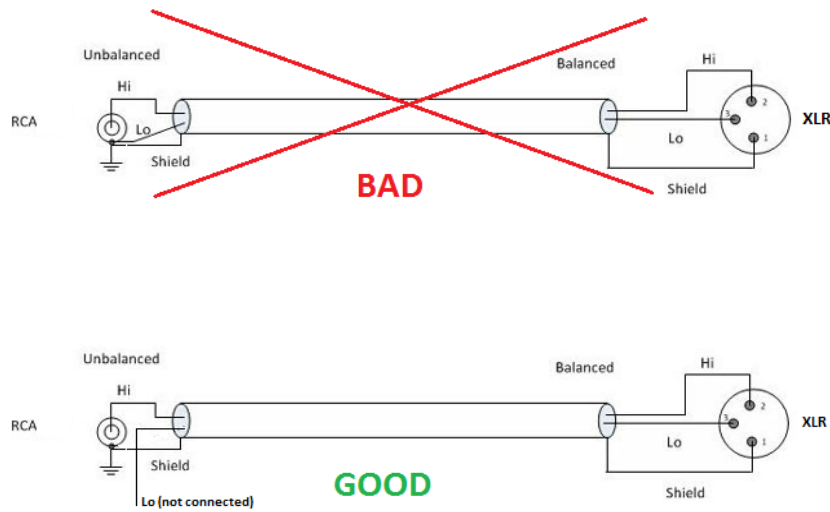 Unbalanced
Balanced
Hi
Hi
2
RCA
Lo
3
XLR
1
Lo
Shield
BAD
Shield
Unbalanced
Balanced
Hi
Hi
2
RCA
3
XLR
Lo
1
Shield
GOOD
Shield
Lo (not connected)